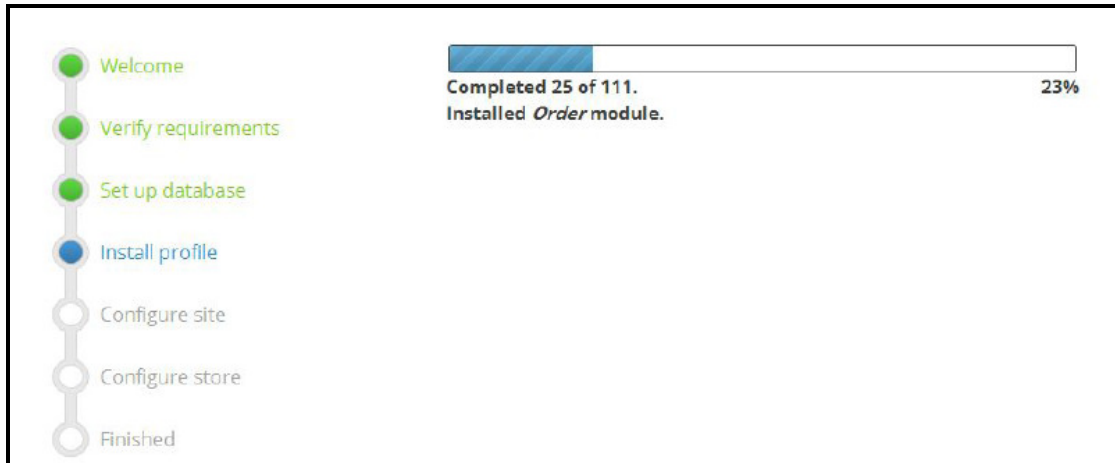 Welcome
Verify requirements
Set up database
Install profile
Configure site
Configure store
Finished
Completed 25 of 111. 23%
Installed Order module.